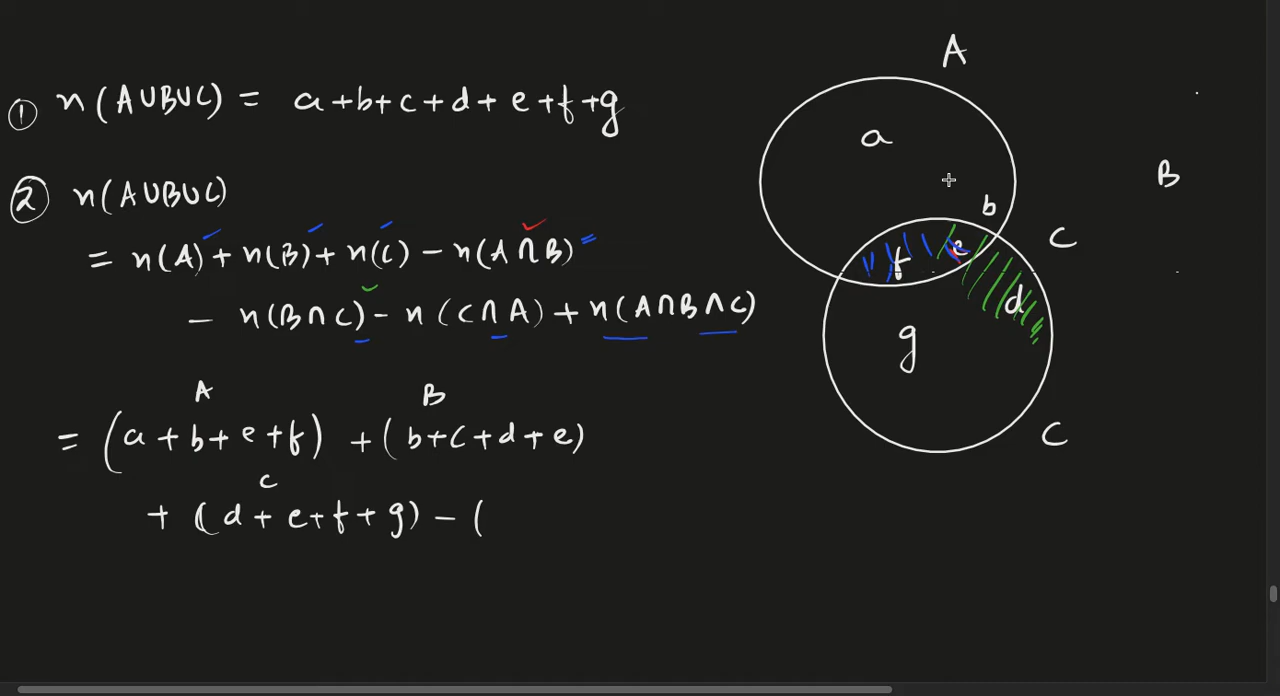 ① n(A∪B∪C) = a+b+c+d+e+f+g
② n(A∪B∪C)
= n(A)+n(B)+n(C)-n(A∩B)
- n(B∩C)- n(C∩A)+n(A∩B∩C)
A B
= (a+b+e+f) +(b+c+d+e)
C
+ (d+e+f+g) - (
A
a
B
b
C
f e
d
g
C